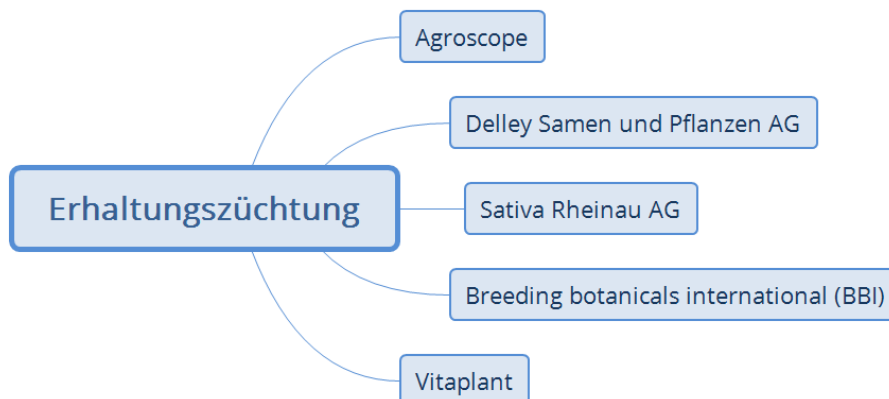 Agroscope
Delley Samen und Pflanzen AG
Erhaltungszüchtung
Sativa Rheinau AG
Breeding botanicals international (BBI)
Vitaplant